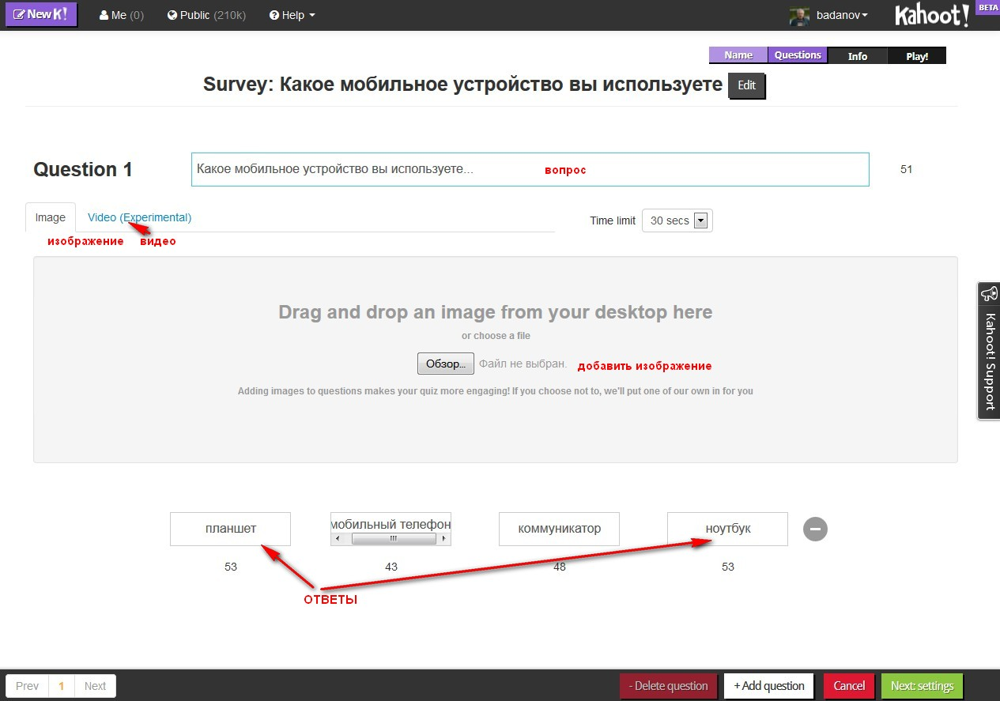 New K!
Me (0)
Public (210k)
Help
badanov
Kahoot!
BETA
Name
Questions
Info
Play!
Survey: Какое мобильное устройство вы используете
Edit
Question 1
Какое мобильное устройство вы используете...
вопрос
51
Image
Video (Experimental)
Time limit
30 secs
изображение
видео
Drag and drop an image from your desktop here
or choose a file
Обзор...
Файл не выбран.
добавить изображение
Adding images to questions makes your quiz more engaging! If you choose not to, we'll put one of our own in for you
Kahoot! Support
планшет
мобильный телефон
коммуникатор
ноутбук
53
43
48
53
ОТВЕТЫ
Prev
1
Next
- Delete question
+ Add question
Cancel
Next: settings